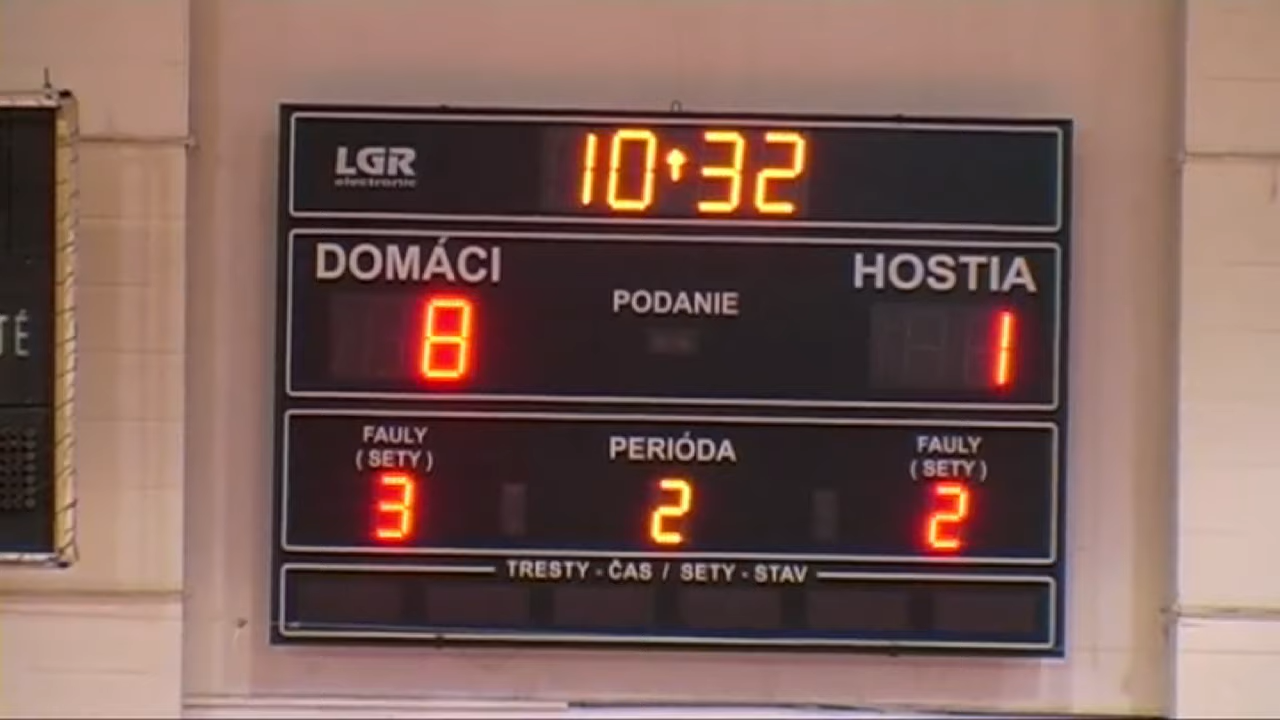 LGR
electronic
10:32
DOMÁCI
HOSTIA
8
PODANIE
1
FAULY
( SETY )
PERIÓDA
FAULY
( SETY )
3
2
2
TRESTY - ČAS / SETY - STAV
TÉ